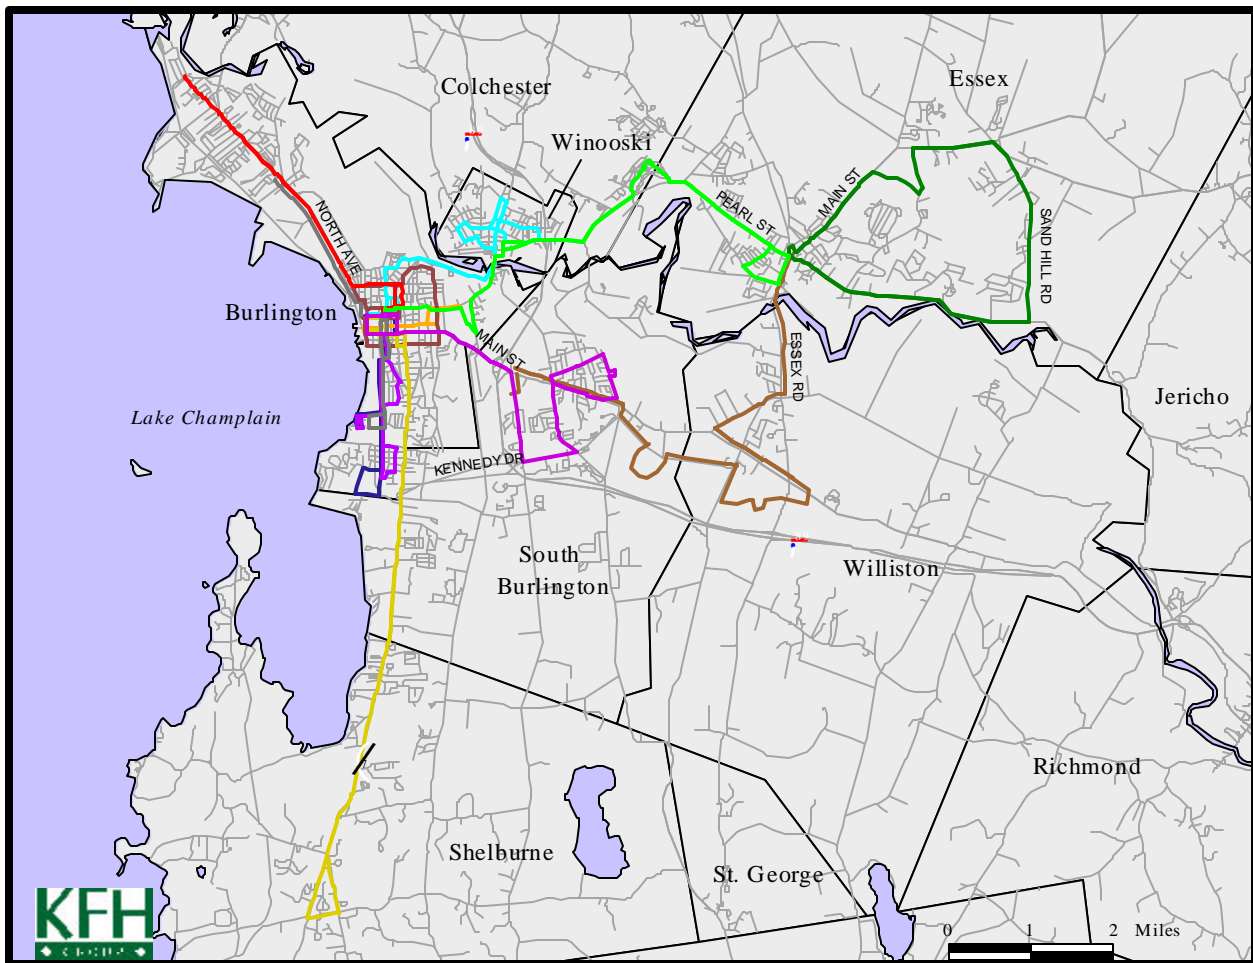 Colchester
Essex
Winooski
MAIN ST
PEARL ST
NORTH AVE
SAND HILL RD
Burlington
MAIN ST
ESSEX RD
Lake Champlain
Jericho
KENNEDY DR
South
Burlington
Williston
Richmond
Shelburne
St. George
KFH
GROUP
0 1 2 Miles